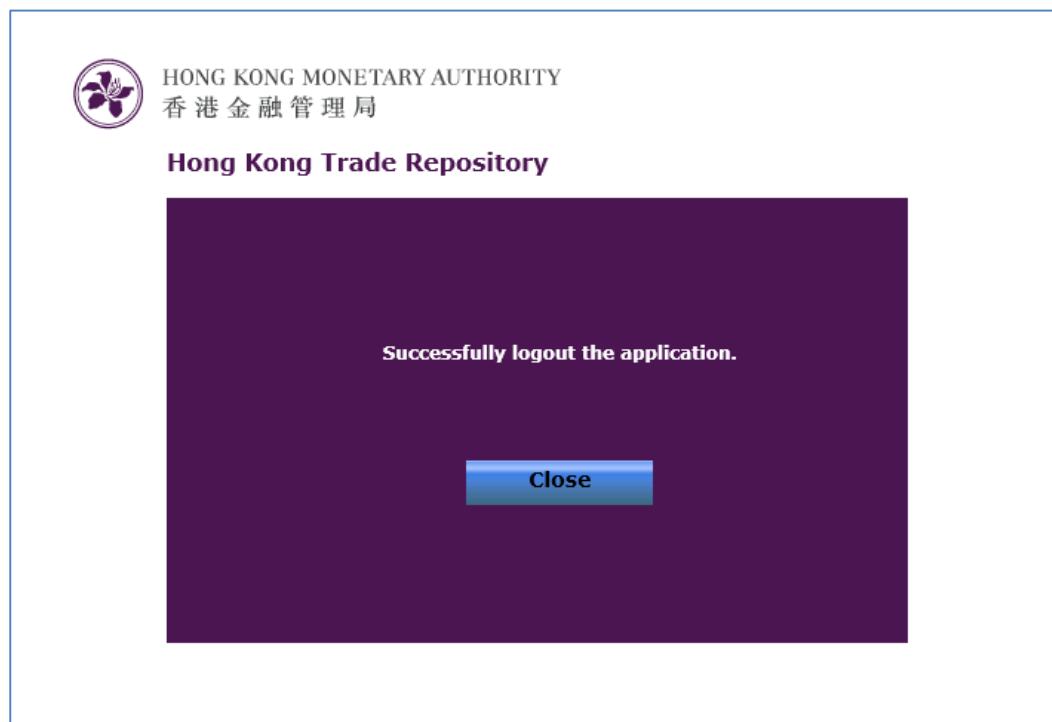 HONG KONG MONETARY AUTHORITY
香港金融管理局
Hong Kong Trade Repository
Successfully logout the application.
Close